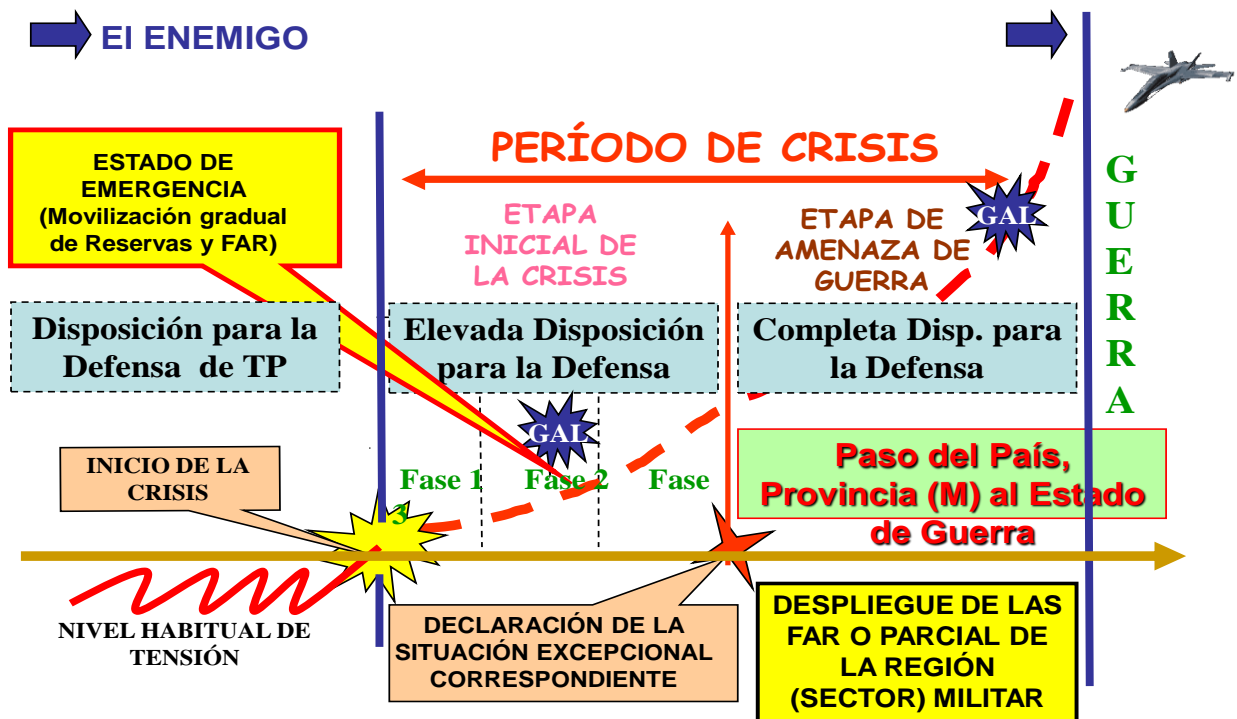 El ENEMIGO
PERÍODO DE CRISIS
ESTADO DE
EMERGENCIA
(Movilización gradual
de Reservas y FAR)
ETAPA
INICIAL DE
LA CRISIS
ETAPA DE
AMENAZA DE
GUERRA
GAL
G
U
E
R
R
A
Disposición para la
Defensa de TP
Elevada Disposición
para la Defensa
Completa Disp. para
la Defensa
GAL
INICIO DE LA
CRISIS
Fase 1 Fase 2 Fase
3
Paso del País,
Provincia (M) al Estado
de Guerra
NIVEL HABITUAL DE
TENSIÓN
DECLARACIÓN DE LA
SITUACIÓN EXCEPCIONAL
CORRESPONDIENTE
DESPLIEGUE DE LAS
FAR O PARCIAL DE
LA REGIÓN
(SECTOR) MILITAR